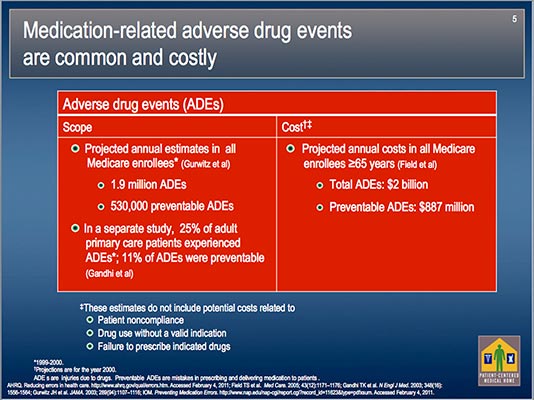 5
Medication-related adverse drug events
are common and costly
Adverse drug events (ADEs)
Scope
Projected annual estimates in all
Medicare enrollees* (Gurwitz et al)
1.9 million ADEs
530,000 preventable ADEs
In a separate study, 25% of adult
primary care patients experienced
ADEs*; 11% of ADEs were preventable
(Gandhi et al)
Cost†‡
Projected annual costs in all Medicare
enrollees ≥65 years (Field et al)
Total ADEs: $2 billion
Preventable ADEs: $887 million
‡These estimates do not include potential costs related to
Patient noncompliance
Drug use without a valid indication
Failure to prescribe indicated drugs
*1999-2000.
†Projections are for the year 2000.
ADE s are injuries due to drugs. Preventable ADEs are mistakes in prescribing and delivering medication to patients .
AHRQ. Reducing errors in health care. http://www.ahrq.gov/qual/errors.htm. Accessed February 4, 2011; Field TS et al. Med Care. 2005; 43(12):1171–1176; Gandhi TK et al. N Engl J Med. 2003; 348(16):
1556-1564; Gurwitz JH et al. JAMA. 2003; 289(94):1107–1116; IOM. Preventing Medication Errors. http://www.nap.edu/nap-cgi/report.cgi?record_id=11623&type=pdfxsum. Accessed February 4, 2011.
PATIENT-CENTERED
MEDICAL HOME